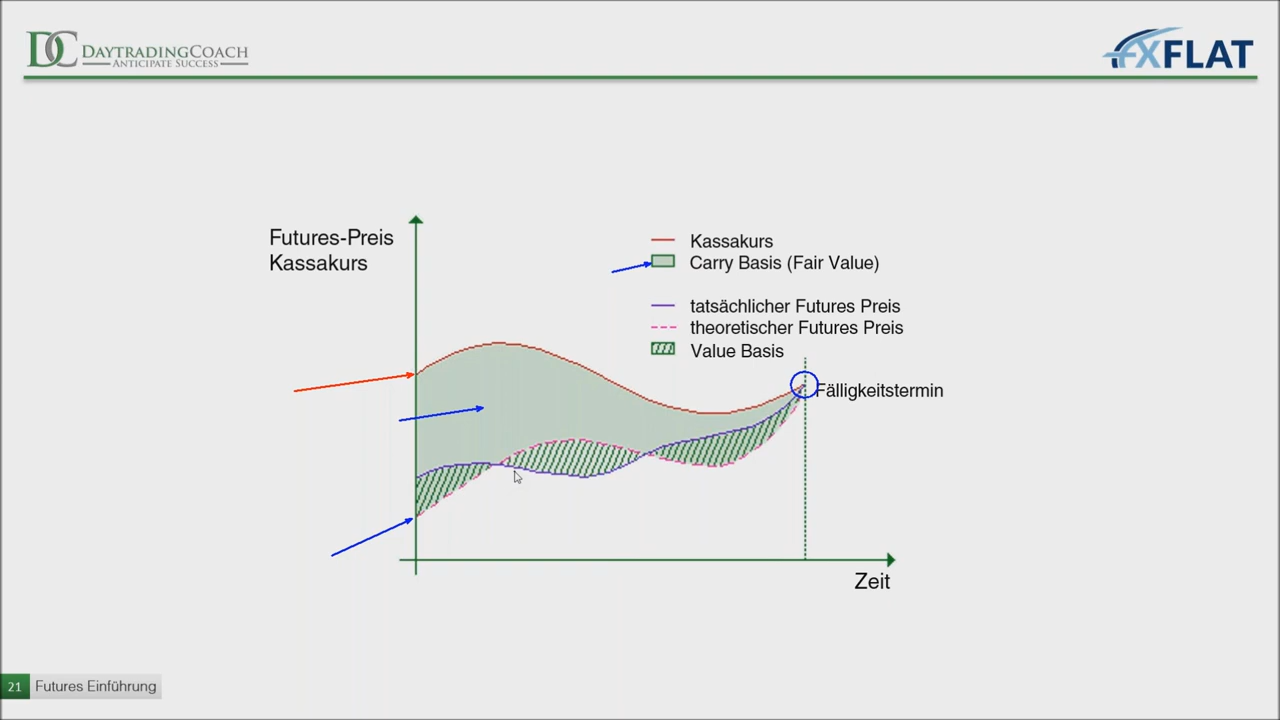 DC DAYTRADINGCOACH
ANTICIPATE SUCCESS
FXFLAT
Futures-Preis
Kassakurs
Kassakurs
Carry Basis (Fair Value)
tatsächlicher Futures Preis
theoretischer Futures Preis
Value Basis
Fälligkeitstermin
Zeit
21 Futures Einführung